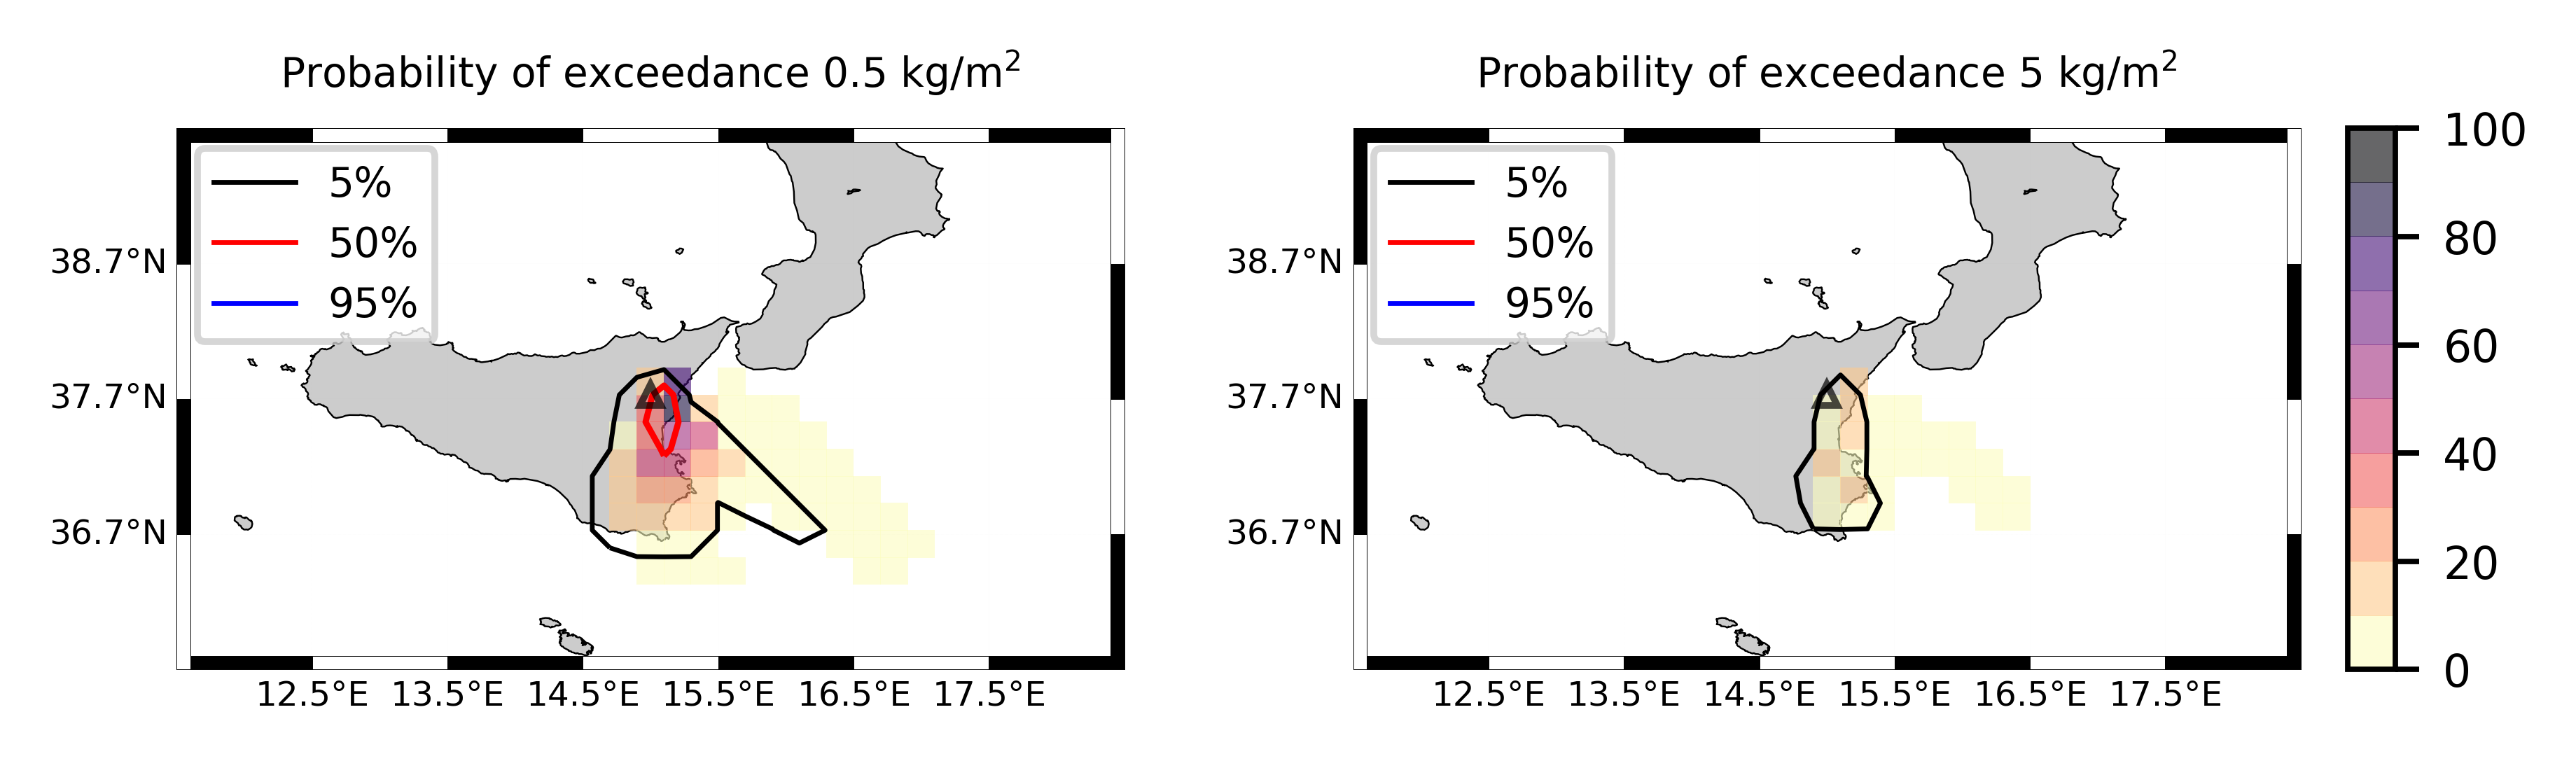 Probability of exceedance 0.5 kg/m²
5%
50%
95%
38.7°N
37.7°N
36.7°N
12.5°E 13.5°E 14.5°E 15.5°E 16.5°E 17.5°E
Probability of exceedance 5 kg/m²
5%
50%
95%
38.7°N
37.7°N
36.7°N
12.5°E 13.5°E 14.5°E 15.5°E 16.5°E 17.5°E
100
80
60
40
20
0